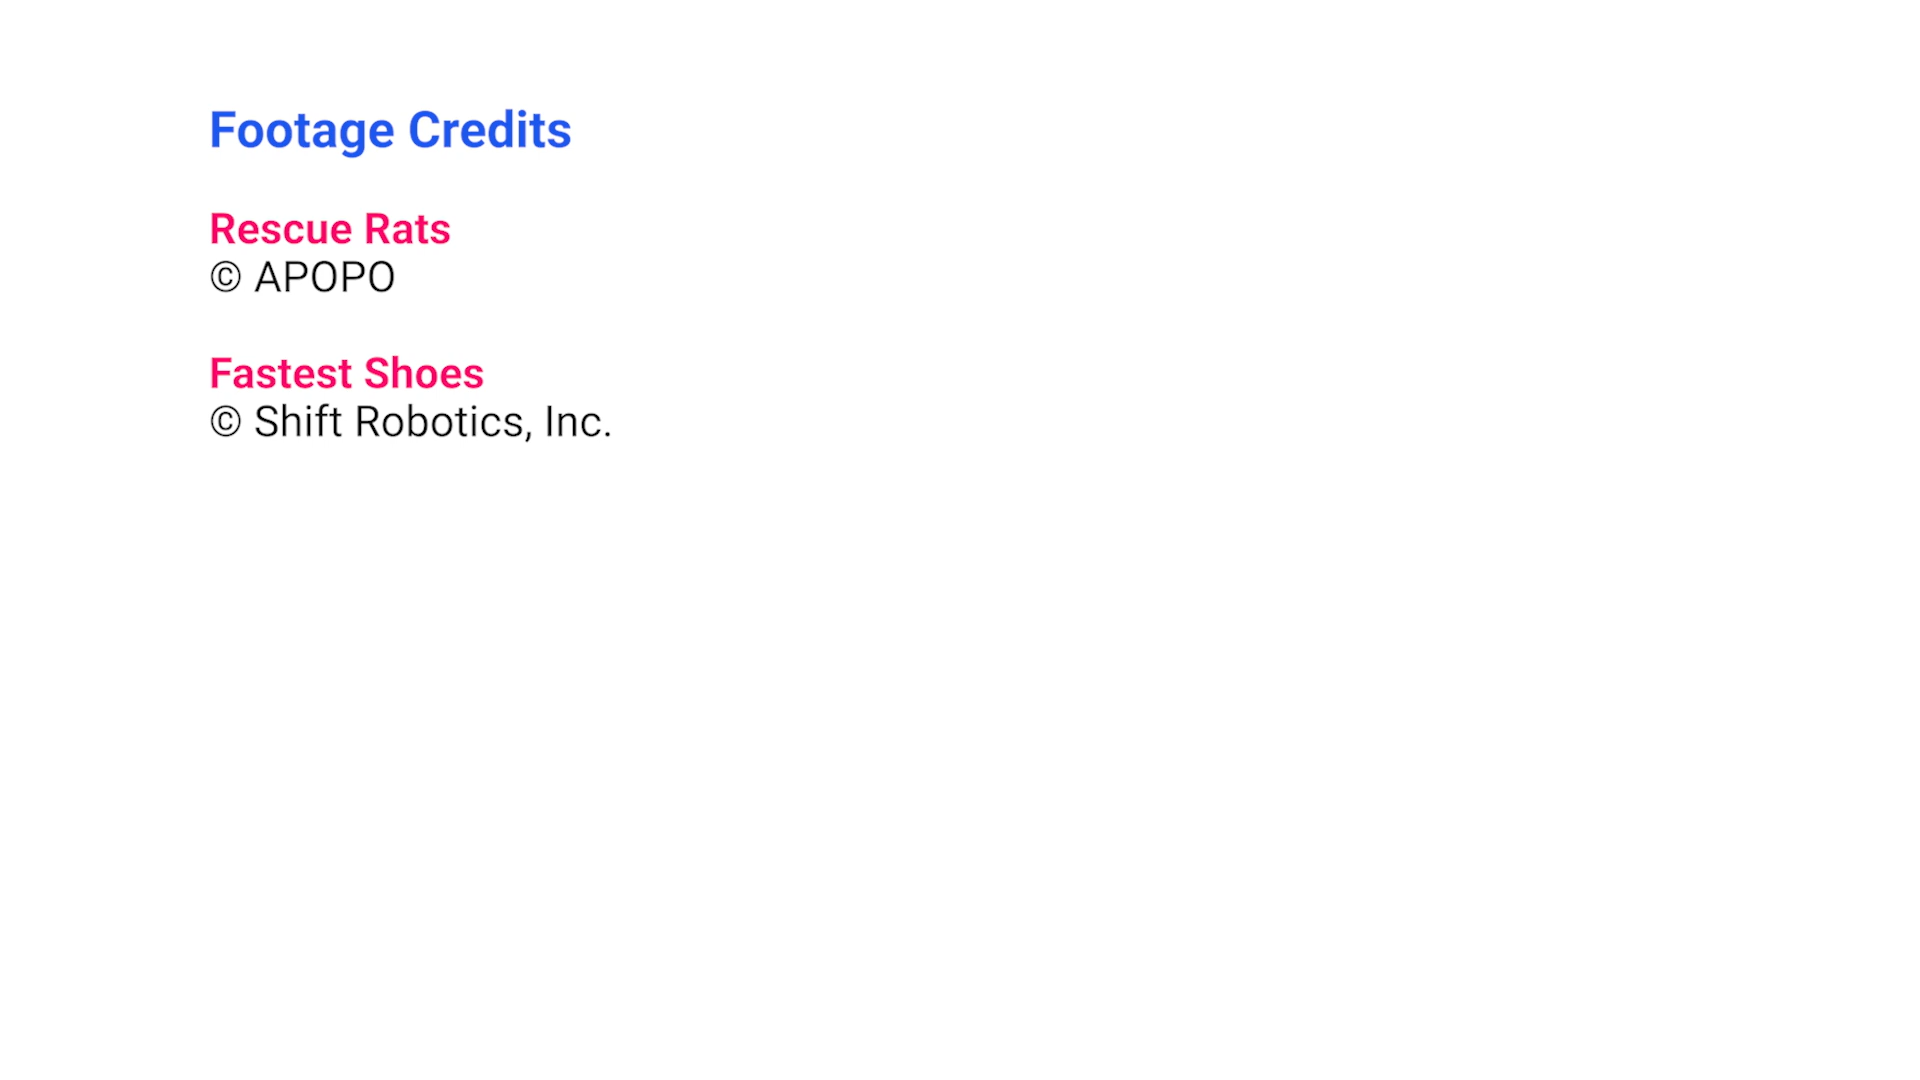 Footage Credits
Rescue Rats
© APOPO
Fastest Shoes
© Shift Robotics, Inc.